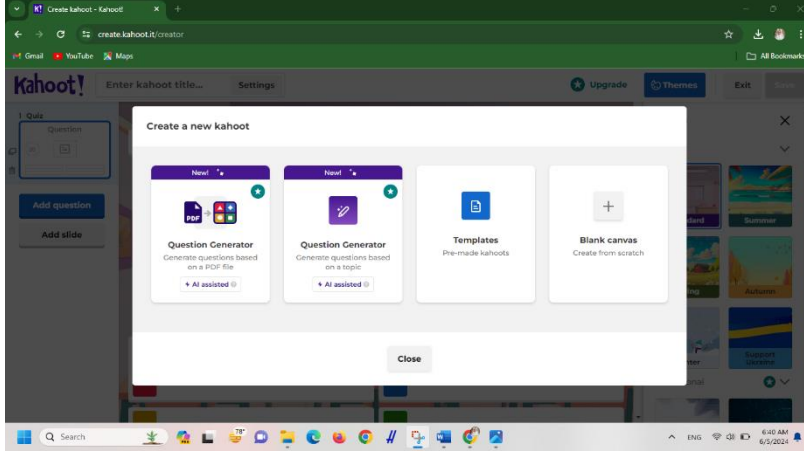 Create kahoot - Kahoot!
create.kahoot.it/creator
Gmail YouTube Maps All Bookmarks
Kahoot! Enter kahoot title... Settings Upgrade Themes Exit Save
1 Quiz
Question
Add question
Add slide
Create a new kahoot
New!
PDF
Question Generator
Generate questions based
on a PDF file
AI assisted
New!
Question Generator
Generate questions based
on a topic
AI assisted
Templates
Pre-made kahoots
Blank canvas
Create from scratch
Close
Summer
Autumn
Support
Ukraine
78°
Search
ENG
6:40 AM
6/5/2024